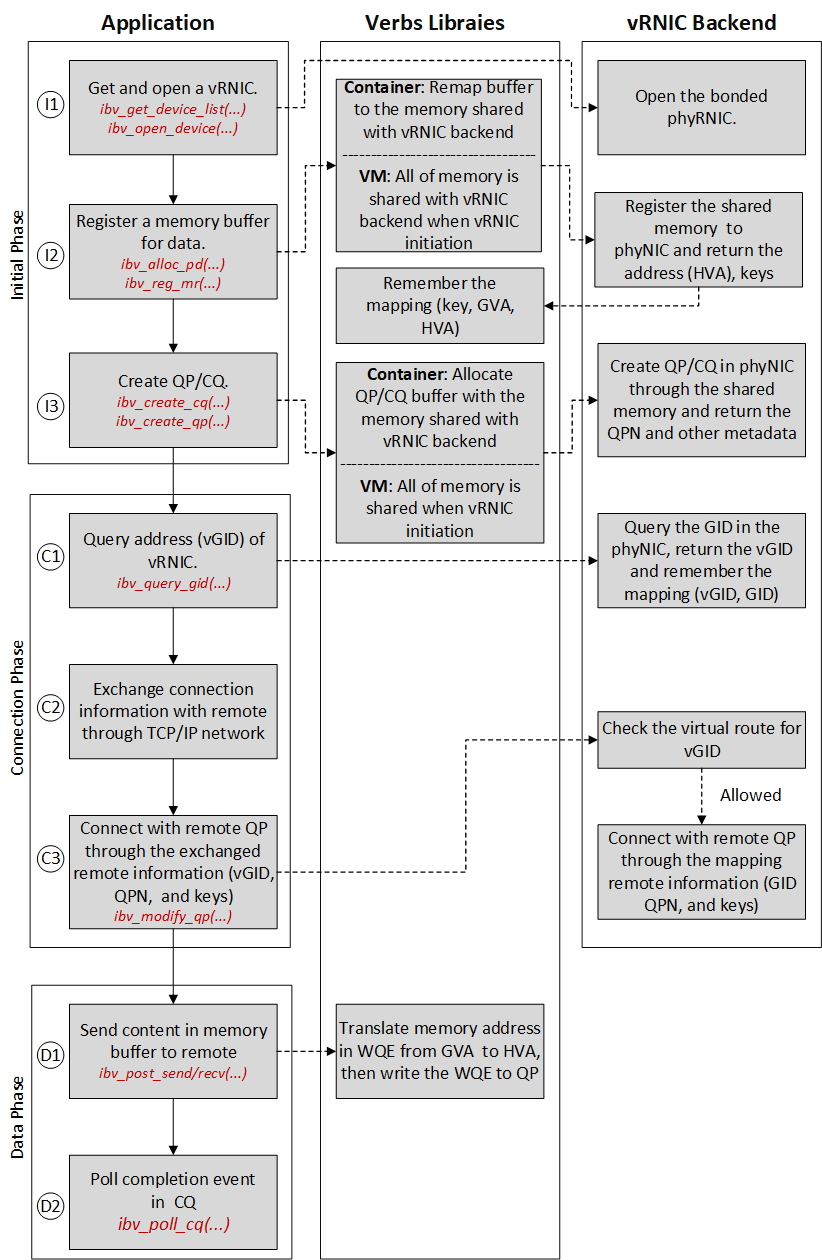 Application
Verbs Libraies
vRNIC Backend
Initial Phase
I1
Get and open a vRNIC.
ibv_get_device_list(...)
ibv_open_device(...)
Container: Remap buffer
to the memory shared
with vRNIC backend
VM: All of memory is
shared with vRNIC
backend when vRNIC
initiation
Open the bonded
phyRNIC.
I2
Register a memory buffer
for data.
ibv_alloc_pd(...)
ibv_reg_mr(...)
Register the shared
memory to
phyNIC and return the
address (HVA), keys
Remember the
mapping (key, GVA,
HVA)
I3
Create QP/CQ.
ibv_create_cq(...)
ibv_create_qp(...)
Container: Allocate
QP/CQ buffer with the
memory shared with
vRNIC backend
VM: All of memory is
shared when vRNIC
initiation
Create QP/CQ in phyNIC
through the shared
memory and return the
QPN and other metadata
Connection Phase
C1
Query address (vGID) of
vRNIC.
ibv_query_gid(...)
Query the GID in the
phyNIC, return the vGID
and remember the
mapping (vGID, GID)
C2
Exchange connection
information with remote
through TCP/IP network
Check the virtual route for
vGID
Allowed
C3
Connect with remote QP
through the exchanged
remote information (vGID,
QPN, and keys)
ibv_modify_qp(...)
Connect with remote QP
through the mapping
remote information (GID
QPN, and keys)
Data Phase
D1
Send content in memory
buffer to remote
ibv_post_send/recv(...)
Translate memory address
in WQE from GVA to HVA,
then write the WQE to QP
D2
Poll completion event
in CQ
ibv_poll_cq(...)